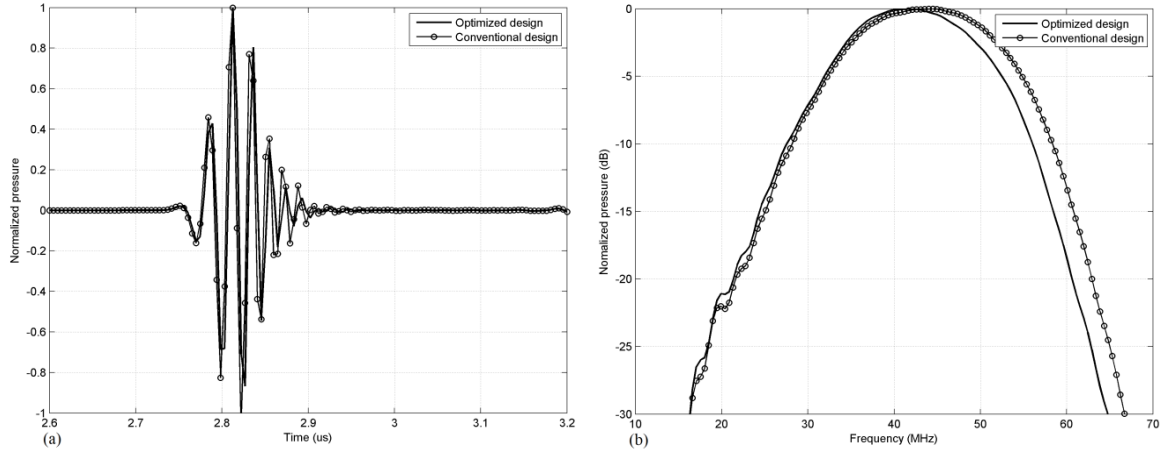 1
0.8
0.6
0.4
0.2
0
-0.2
-0.4
-0.6
-0.8
-1
Normalized pressure
Optimized design
Conventional design
2.6 2.7 2.8 2.9 3 3.1 3.2
(a) Time (us)
0
-5
-10
-15
-20
-25
-30
Nomalized pressure (dB)
Optimized design
Conventional design
10 20 30 40 50 60 70
(b) Frequency (MHz)